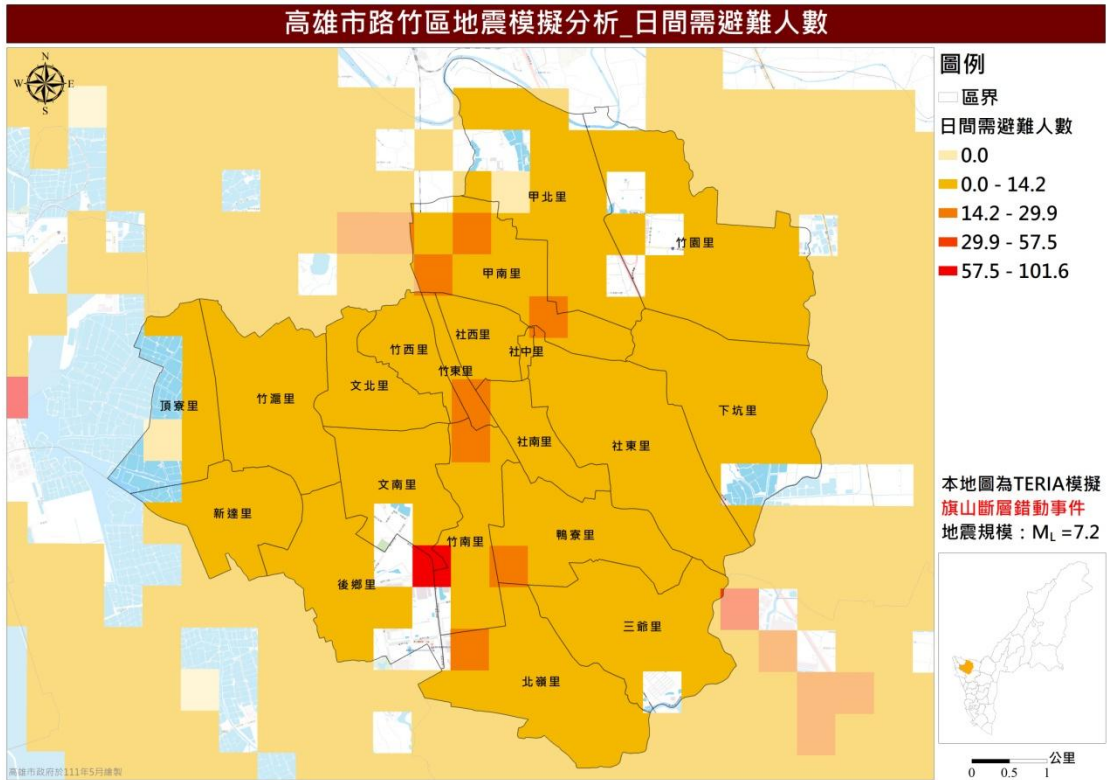 高雄市路竹區地震模擬分析_日間需避難人數
N
W
E
S
圖例
區界
日間需避難人數
0.0
0.0 - 14.2
14.2 - 29.9
29.9 - 57.5
57.5 - 101.6
甲北里
竹園里
甲南里
社西里
竹西里
社中里
竹東里
文北里
頂寮里
竹滬里
下坑里
社南里
社東里
文南里
新達里
竹南里
鴨寮里
後鄉里
三爺里
北嶺里
本地圖為TERIA模擬
旗山斷層錯動事件
地震規模：ML =7.2
公里
0 0.5 1
高雄市政府於111年5月繪製